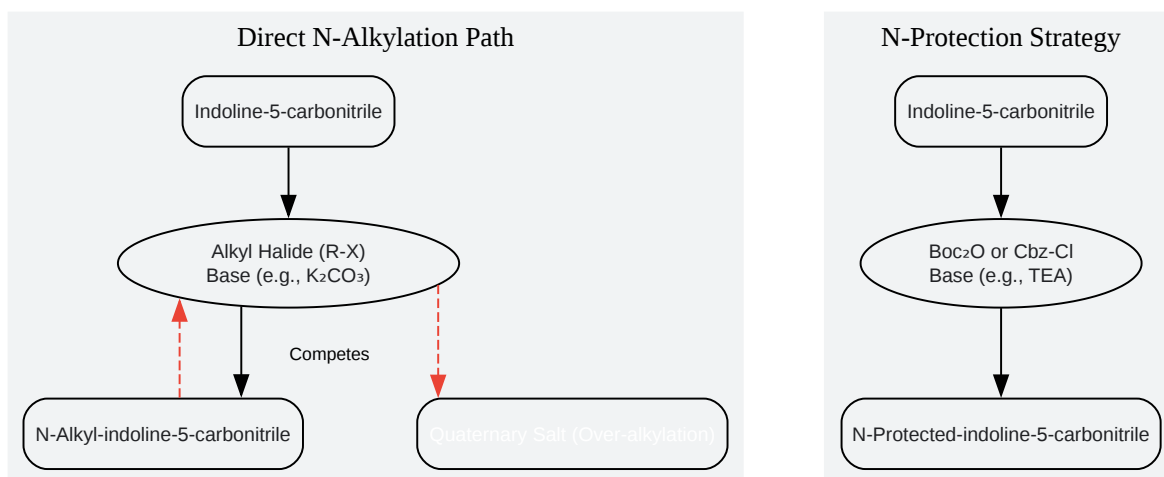 Direct N-Alkylation Path
Indoline-5-carbonitrile
Alkyl Halide (R-X)
Base (e.g., K₂CO₃)
Competes
N-Alkyl-indoline-5-carbonitrile
Quaternary Salt (Over-alkylation)
N-Protection Strategy
Indoline-5-carbonitrile
Boc₂O or Cbz-Cl
Base (e.g., TEA)
N-Protected-indoline-5-carbonitrile